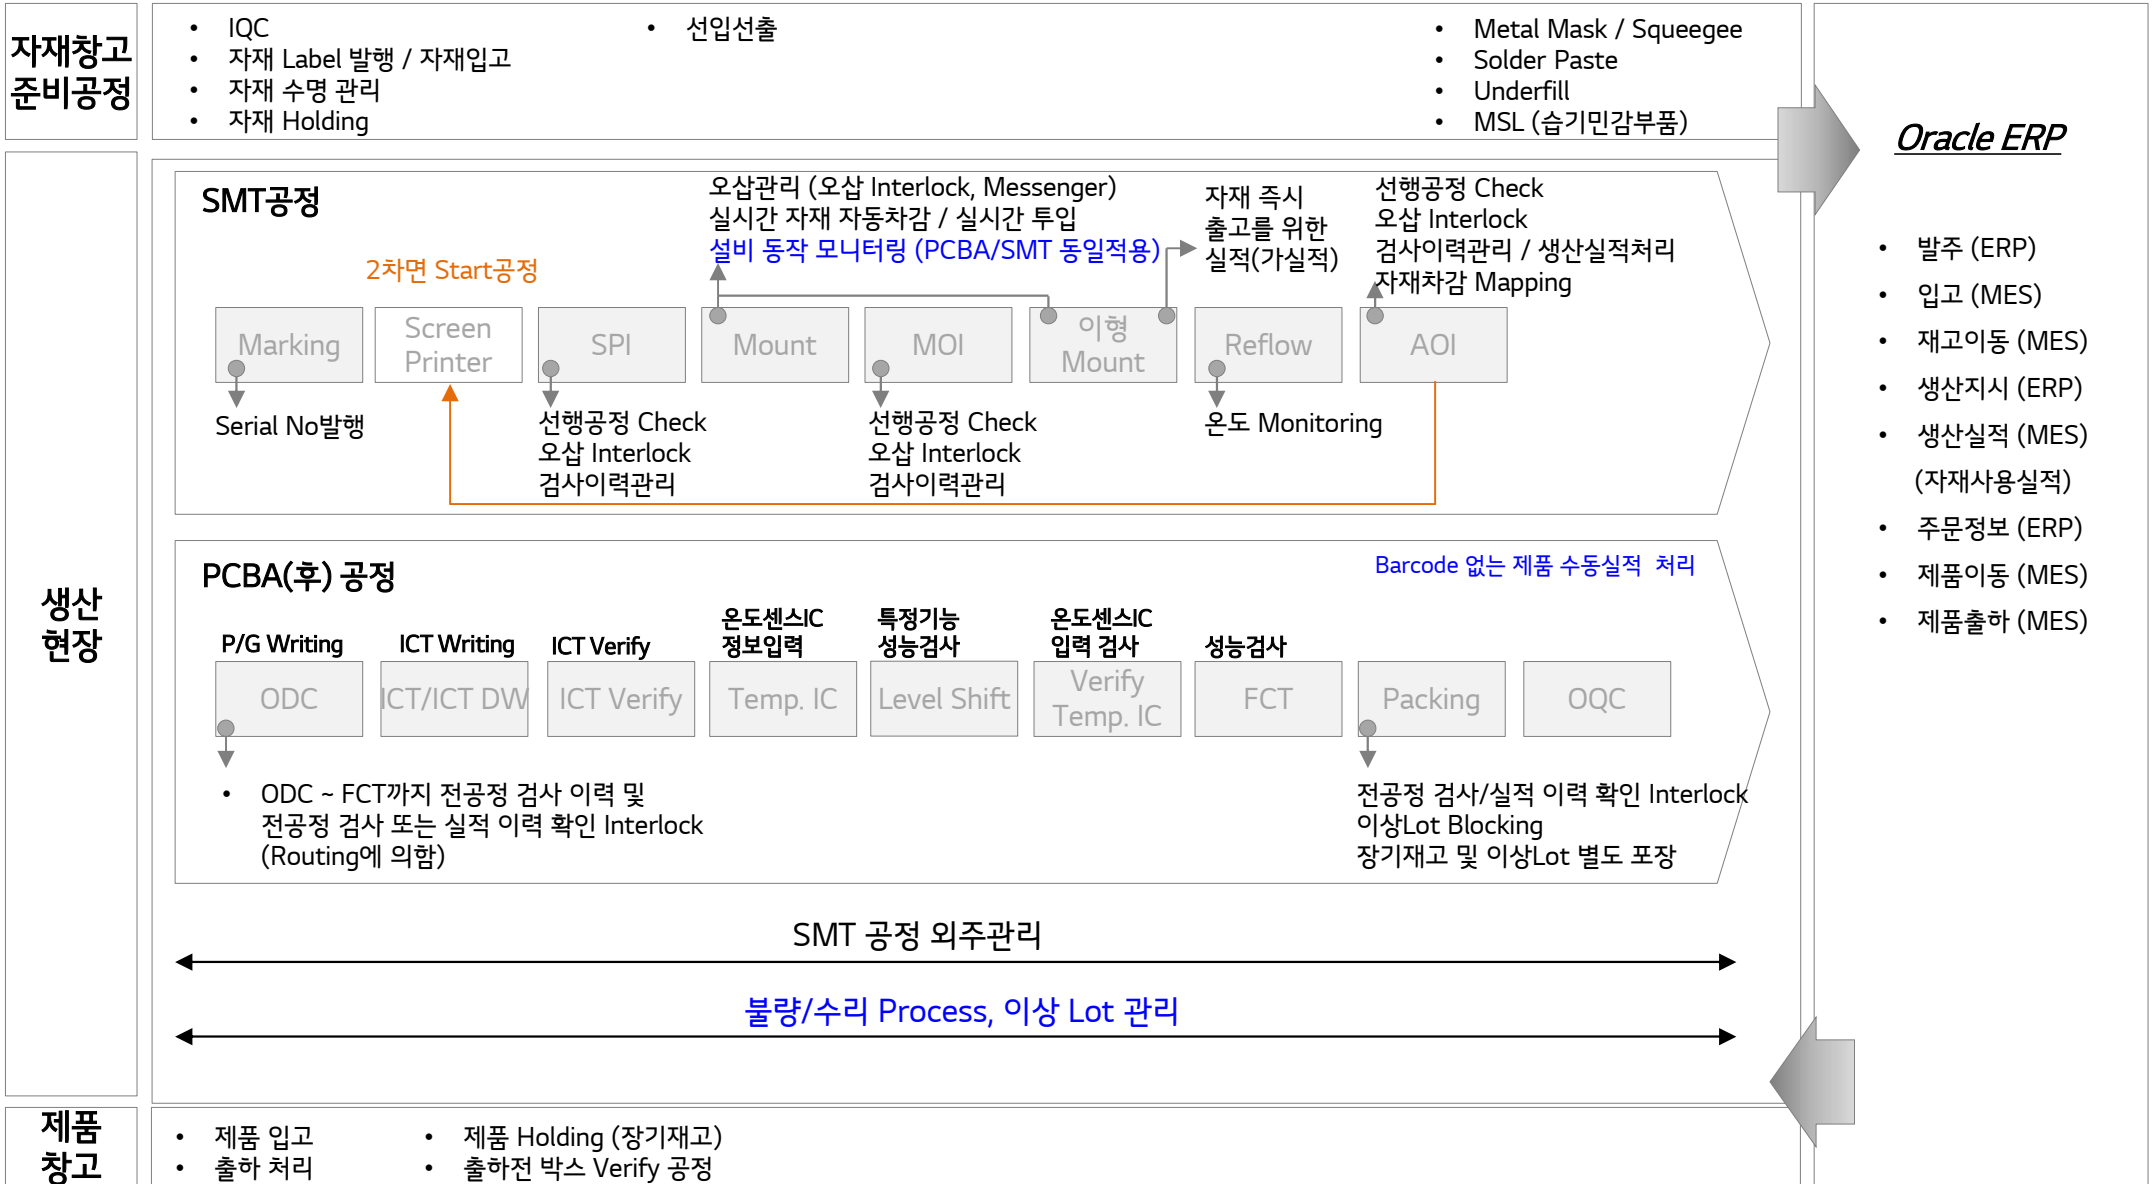 자재창고
준비공정
• IQC
• 자재 Label 발행 / 자재입고
• 자재 수명 관리
• 자재 Holding
• 선입선출
• Metal Mask / Squeegee
• Solder Paste
• Underfill
• MSL (습기민감부품)
생산
현장
SMT공정
2차면 Start공정
오삽관리 (오삽 Interlock, Messenger)
실시간 자재 자동차감 / 실시간 투입
설비 동작 모니터링 (PCBA/SMT 동일적용)
자재 즉시
출고를 위한
실적(가실적)
선행공정 Check
오삽 Interlock
검사이력관리 / 생산실적처리
자재차감 Mapping
Marking
Screen
Printer
SPI
Mount
MOI
이형
Mount
Reflow
AOI
Serial No발행
선행공정 Check
오삽 Interlock
검사이력관리
선행공정 Check
오삽 Interlock
검사이력관리
온도 Monitoring
PCBA(후) 공정
Barcode 없는 제품 수동실적 처리
P/G Writing
ICT Writing
ICT Verify
온도센스IC
정보입력
특정기능
성능검사
온도센스IC
입력 검사
성능검사
ODC
ICT/ICT DW
ICT Verify
Temp. IC
Level Shift
Verify
Temp. IC
FCT
Packing
OQC
• ODC ~ FCT까지 전공정 검사 이력 및
전공정 검사 또는 실적 이력 확인 Interlock
(Routing에 의함)
전공정 검사/실적 이력 확인 Interlock
이상Lot Blocking
장기재고 및 이상Lot 별도 포장
SMT 공정 외주관리
불량/수리 Process, 이상 Lot 관리
제품
창고
• 제품 입고
• 출하 처리
• 제품 Holding (장기재고)
• 출하전 박스 Verify 공정
Oracle ERP
• 발주 (ERP)
• 입고 (MES)
• 재고이동 (MES)
• 생산지시 (ERP)
• 생산실적 (MES)
(자재사용실적)
• 주문정보 (ERP)
• 제품이동 (MES)
• 제품출하 (MES)